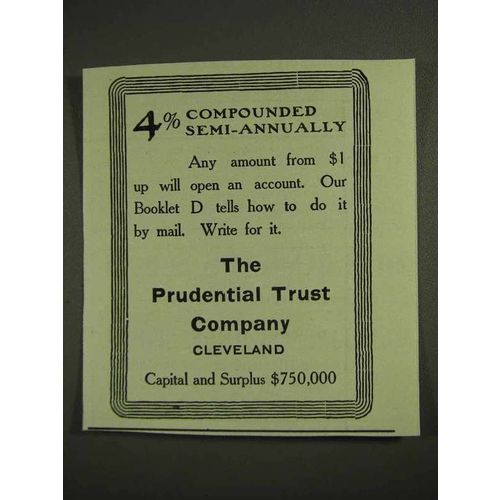 4% COMPOUNDED
SEMI-ANNUALLY
Any amount from $1
up will open an account. Our
Booklet D tells how to do it
by mail. Write for it.
The
Prudential Trust
Company
CLEVELAND
Capital and Surplus $750,000